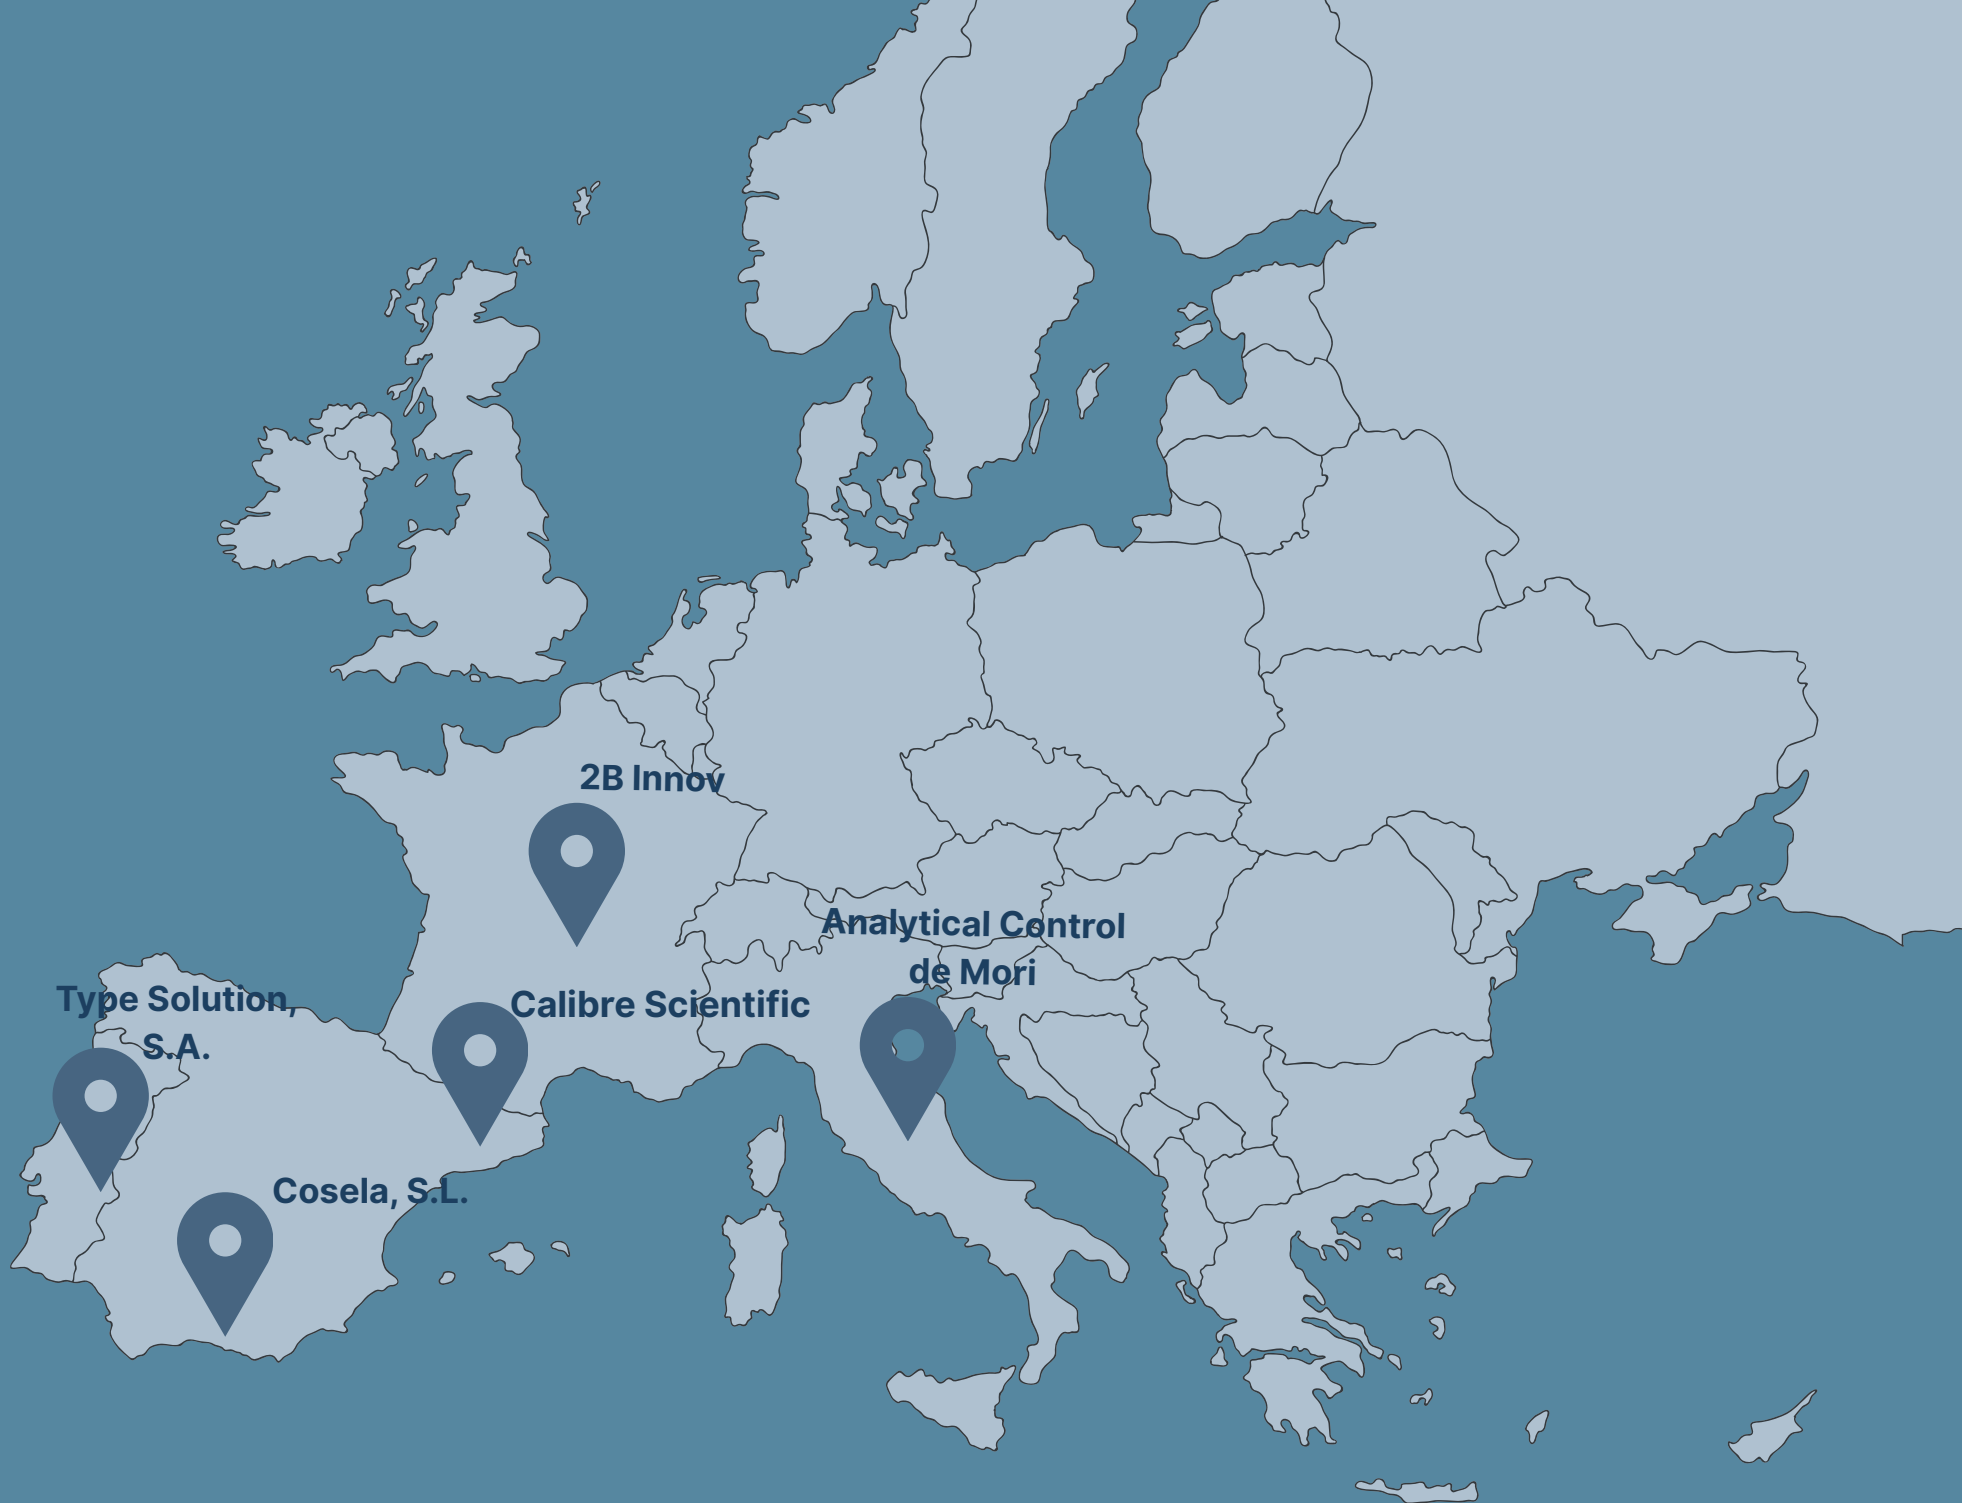 2B Innov
Analytical Control
de Mori
Type Solution,
S.A.
Calibre Scientific
Cosela, S.L.